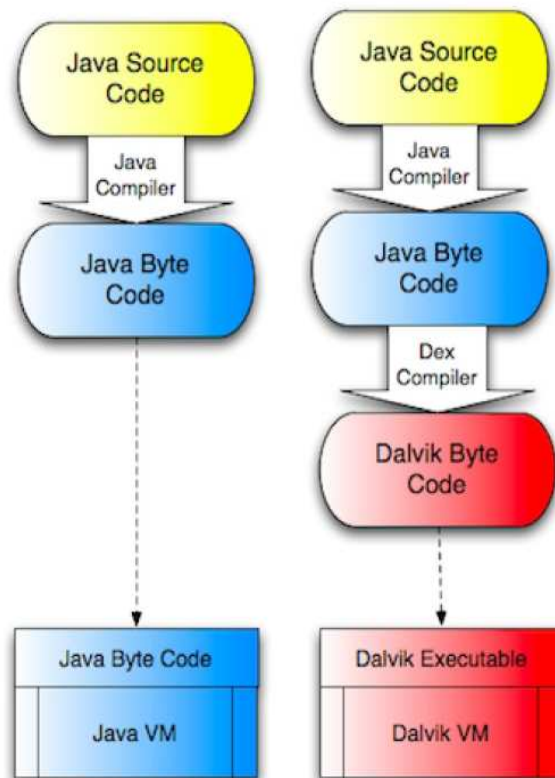 Java Source
Code
Java
Compiler
Java Byte
Code
Java Byte Code
Java VM
Java Source
Code
Java
Compiler
Java Byte
Code
Dex
Compiler
Dalvik Byte
Code
Dalvik Executable
Dalvik VM